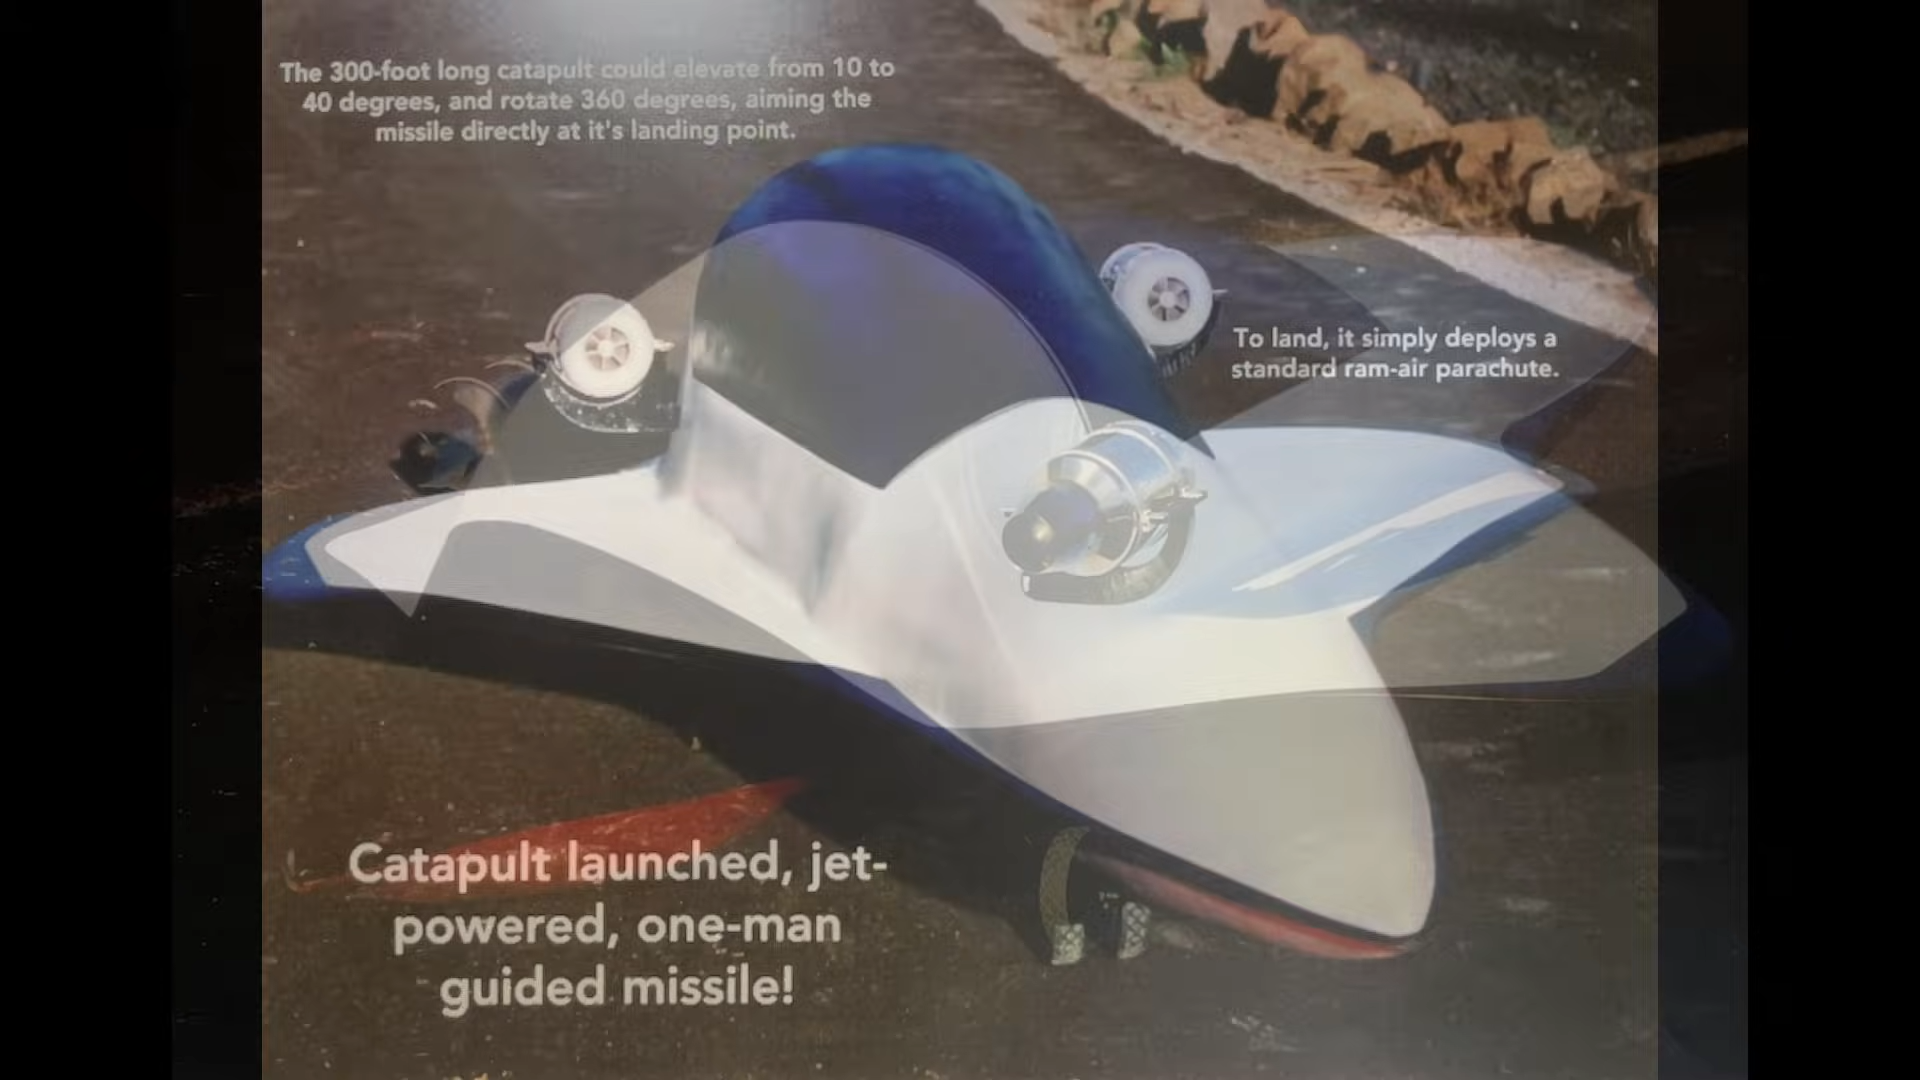 The 300-foot long catapult could elevate from 10 to
40 degrees, and rotate 360 degrees, aiming the
missile directly at it's landing point.
To land, it simply deploys a
standard ram-air parachute.
Catapult launched, jet-
powered, one-man
guided missile!